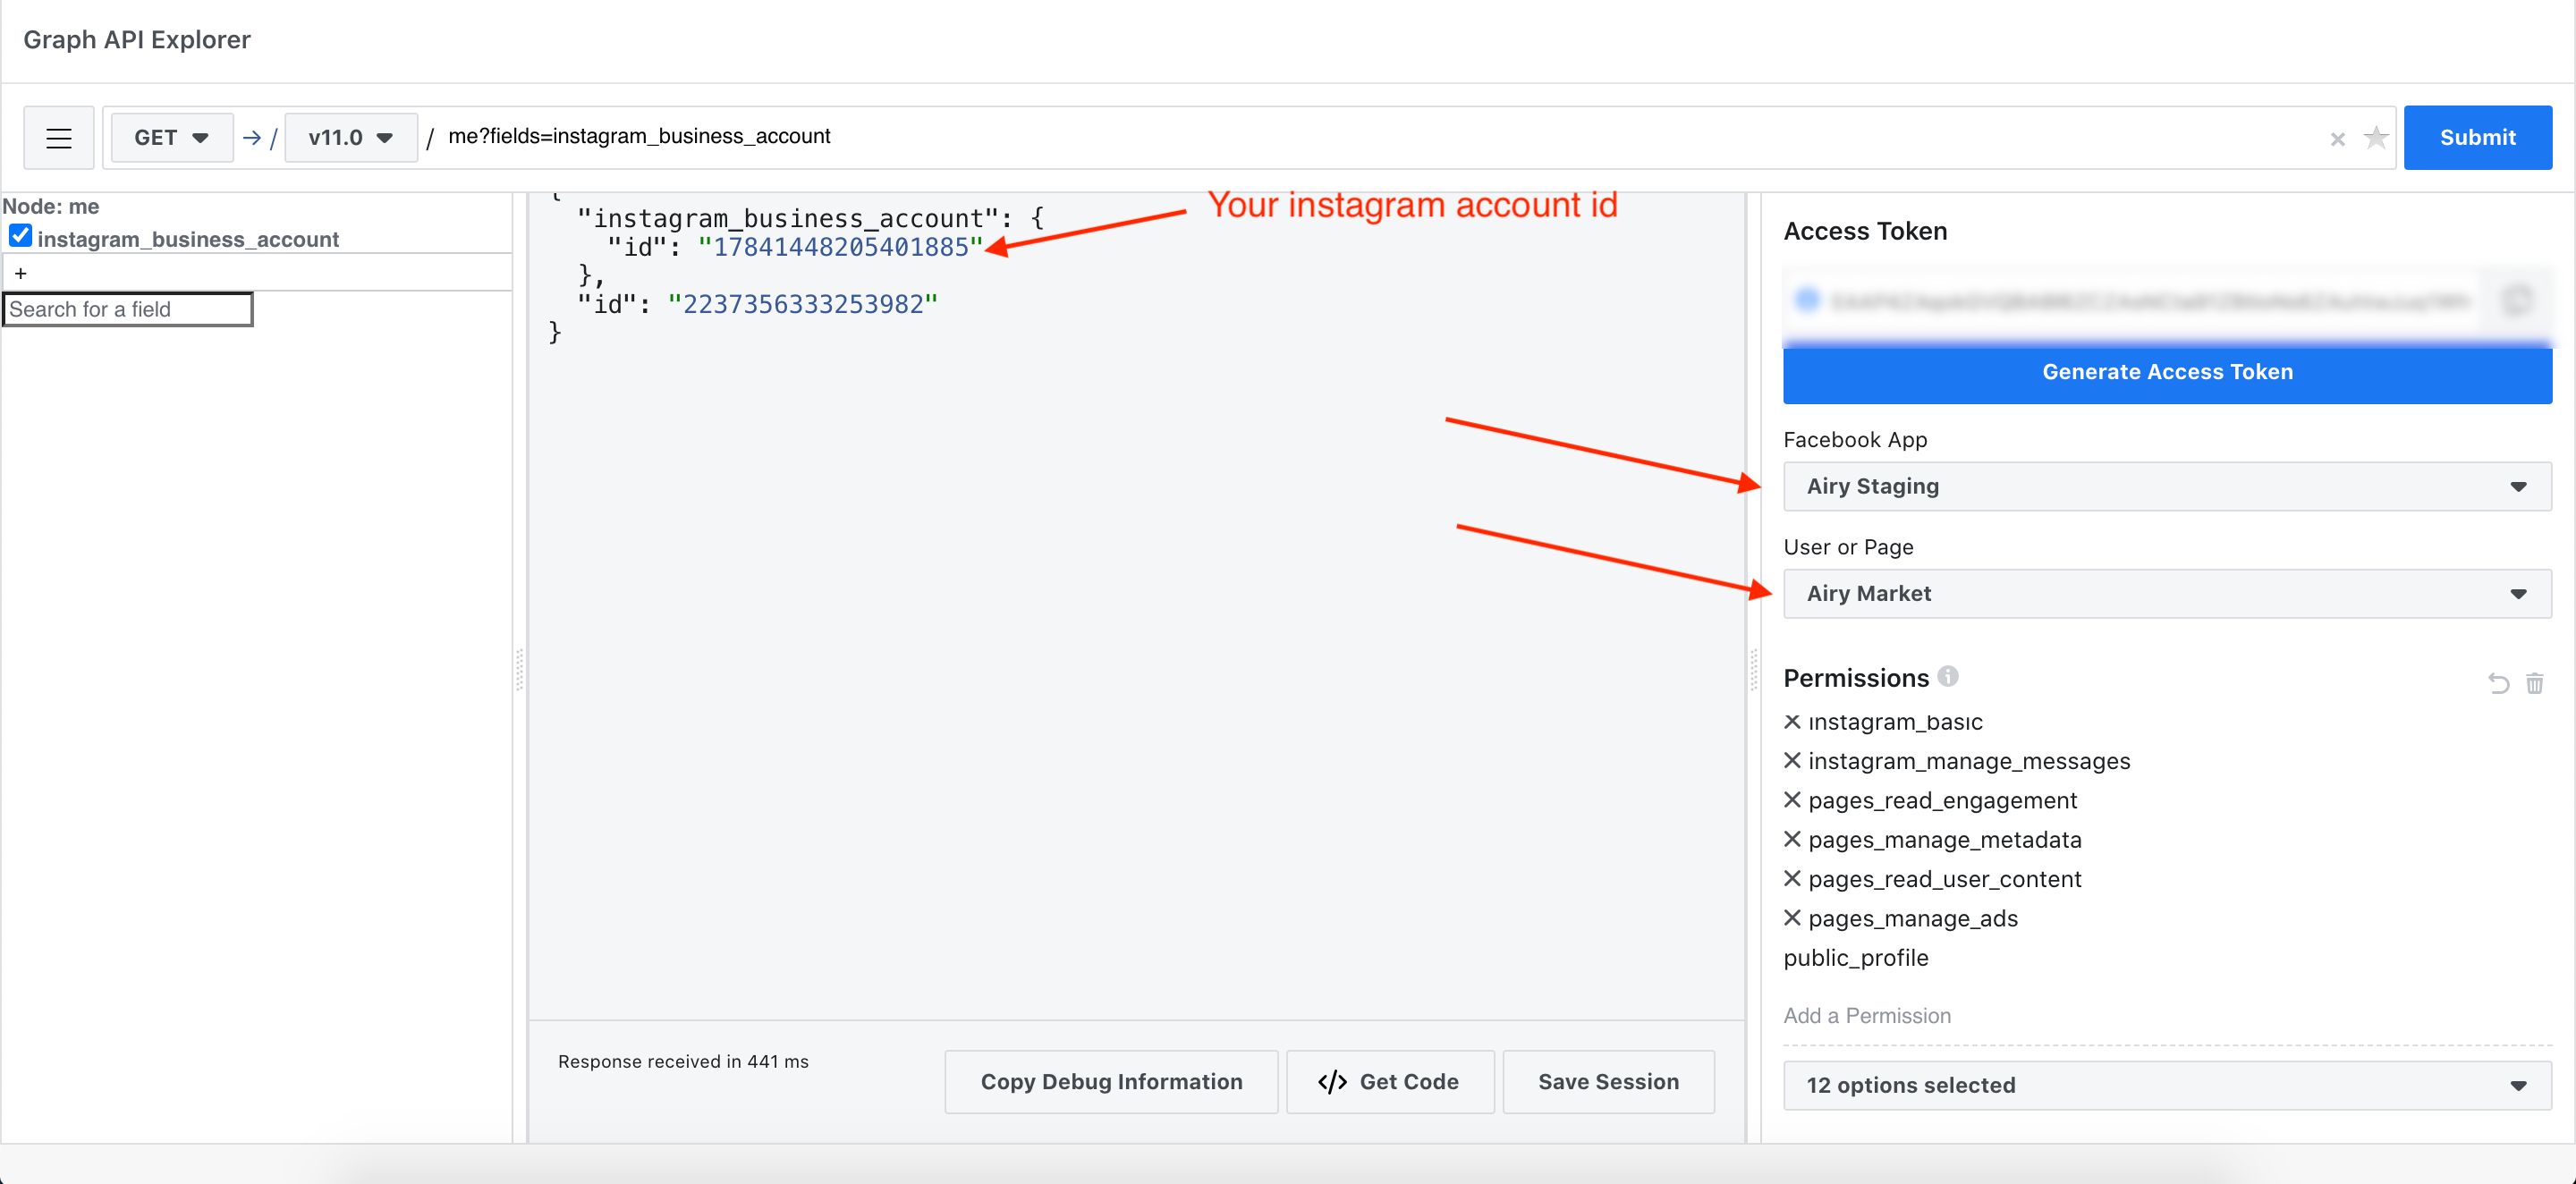 Graph API Explorer
GET → / v11.0 / me?fields=instagram_business_account × Submit
Node: me
instagram_business_account
+
Search for a field
{
"instagram_business_account": {
"id": "17841448205401885"
},
"id": "2237356333253982"
}
Your instagram account id
Response received in 441 ms
Copy Debug Information
</> Get Code
Save Session
Access Token
Generate Access Token
Facebook App
Airy Staging
User or Page
Airy Market
Permissions
instagram_basic
instagram_manage_messages
pages_read_engagement
pages_manage_metadata
pages_read_user_content
pages_manage_ads
public_profile
Add a Permission
12 options selected